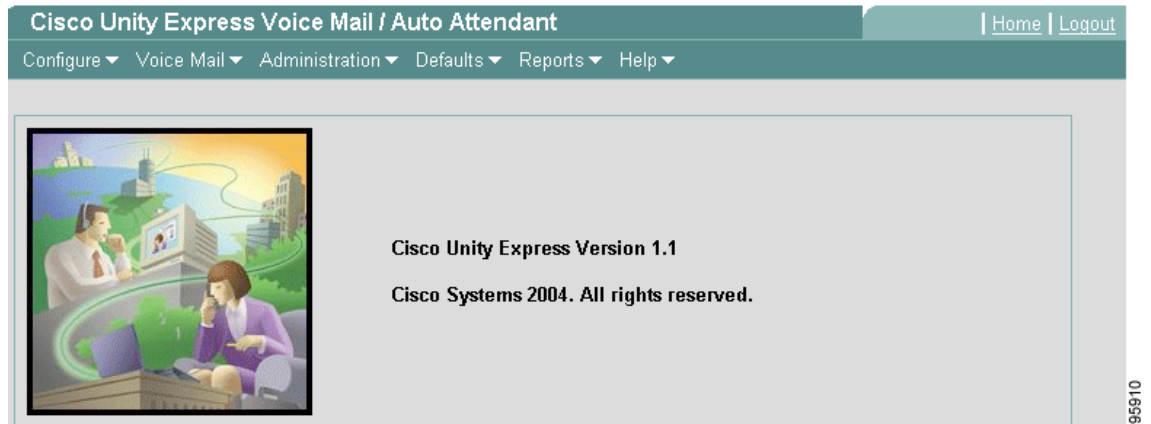 Cisco Unity Express Voice Mail / Auto Attendant
Home Logout
Configure Voice Mail Administration Defaults Reports Help
Cisco Unity Express Version 1.1
Cisco Systems 2004. All rights reserved.
95910